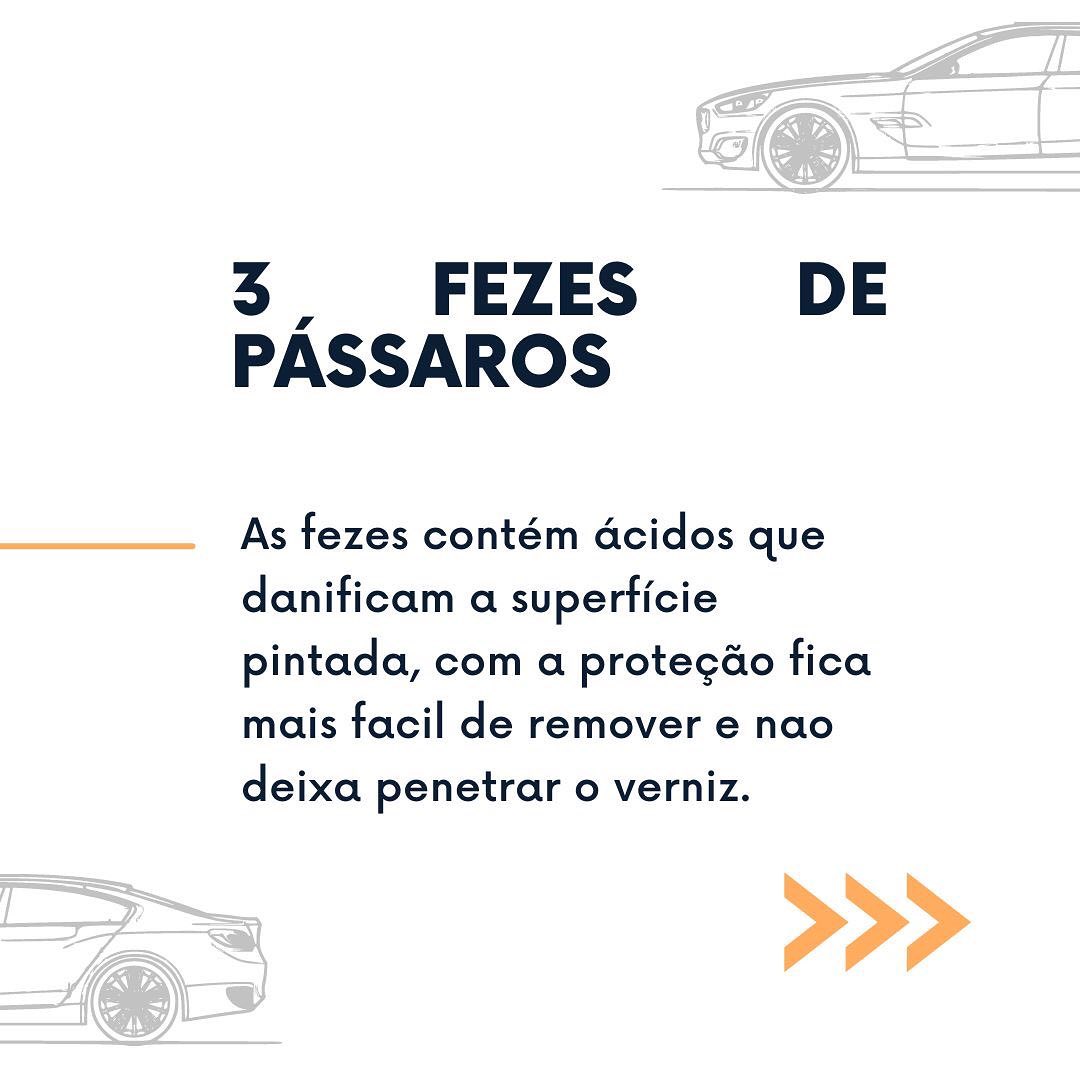 3 FEZES DE
PÁSSAROS
As fezes contém ácidos que
danificam a superfície
pintada, com a proteção fica
mais facil de remover e nao
deixa penetrar o verniz.